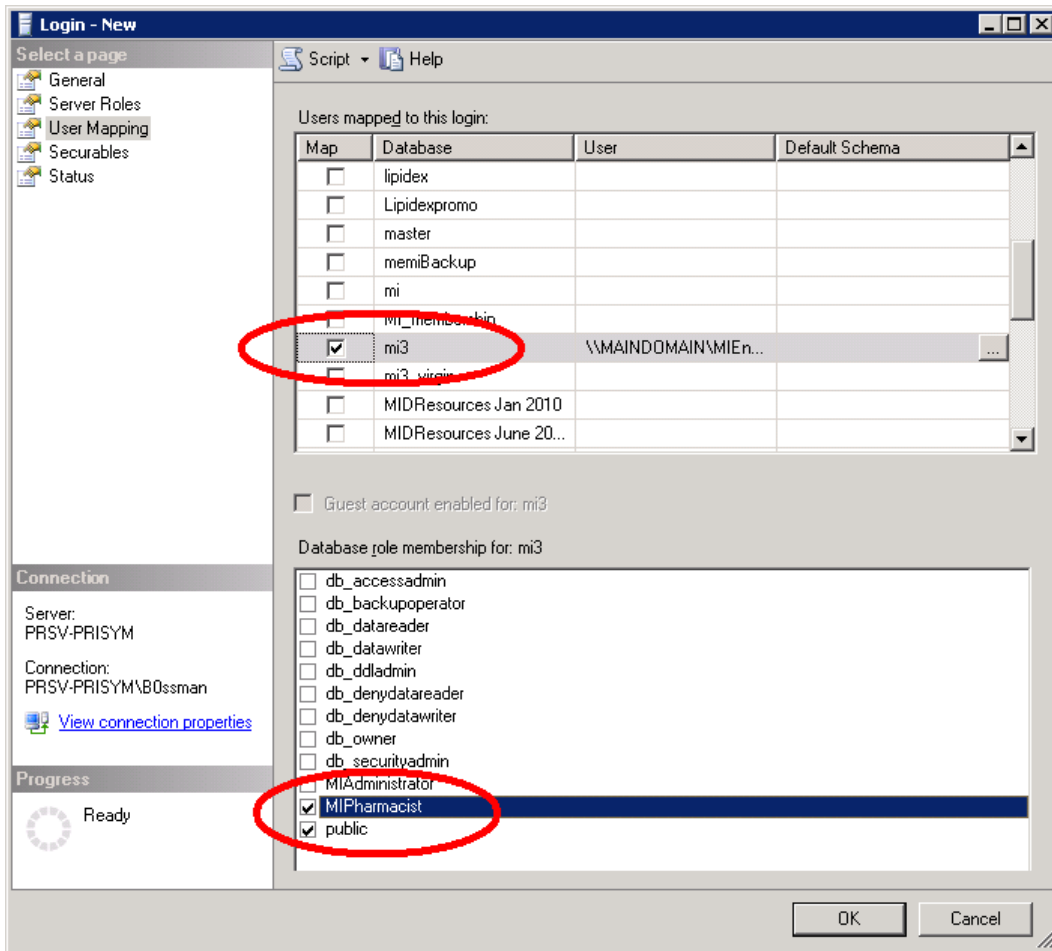 Login - New
Select a page
General
Server Roles
User Mapping
Securables
Status
Script Help
Users mapped to this login:
Map Database User Default Schema
lipidex
Lipidexpromo
master
memiBackup
mi
MI_membership
mi3 \\MAINDOMAIN\MIEn... ...
mi3_virgin
MIDResources Jan 2010
MIDResources June 20...
Guest account enabled for: mi3
Database role membership for: mi3
db_accessadmin
db_backupoperator
db_datareader
db_datawriter
db_ddladmin
db_denydatareader
db_denydatawriter
db_owner
db_securityadmin
MIAdministrator
MIPharmacist
public
Connection
Server:
PRSV-PRISYM
Connection:
PRSV-PRISYM\B0ssman
View connection properties
Progress
Ready
OK Cancel